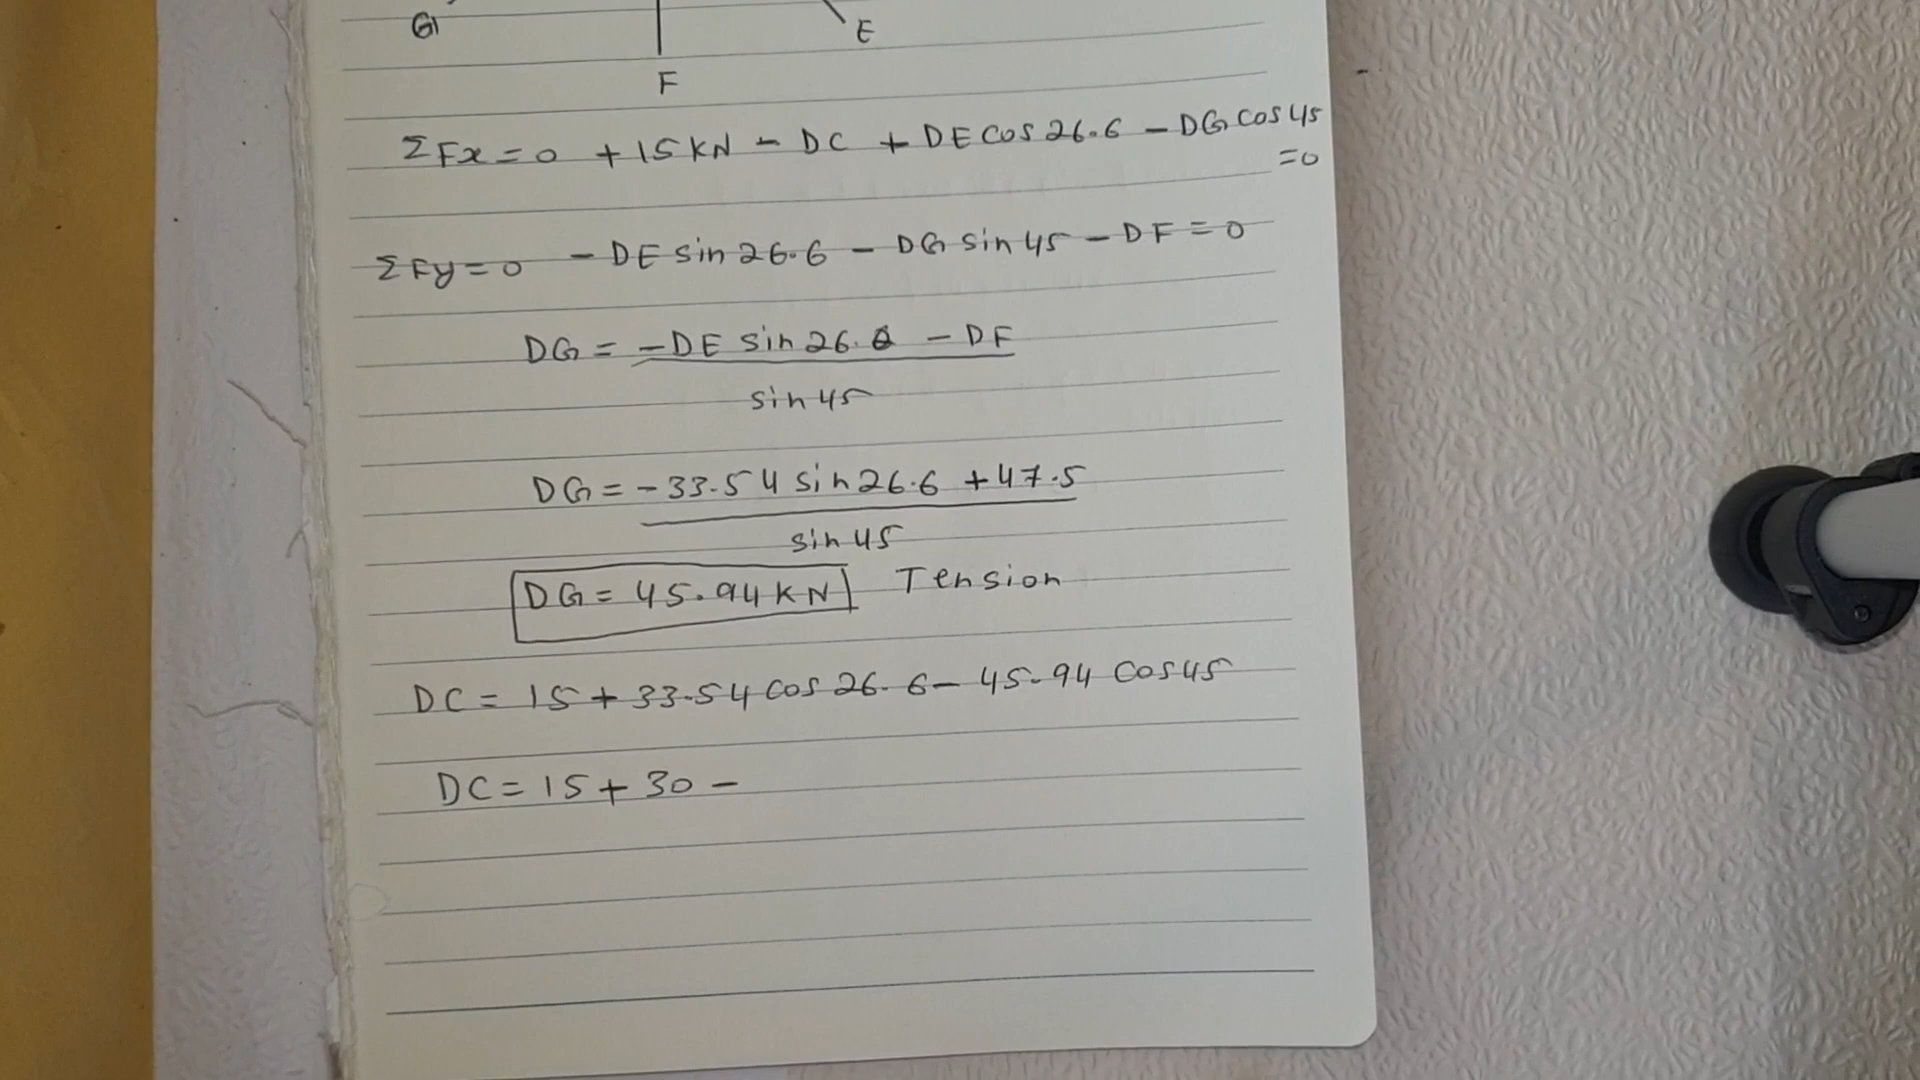 G
E
F
ΣFx = 0 + 15 KN - DC + DE cos 26.6 - DG cos 45
= 0
ΣFy = 0 - DE sin 26.6 - DG sin 45 - DF = 0
DG = -DE sin 26.6 - DF
sin 45
DG = -33.54 sin 26.6 + 47.5
sin 45
DG = 45.94 KN Tension
DC = 15 + 33.54 cos 26.6 - 45.94 cos 45
DC = 15 + 30 -